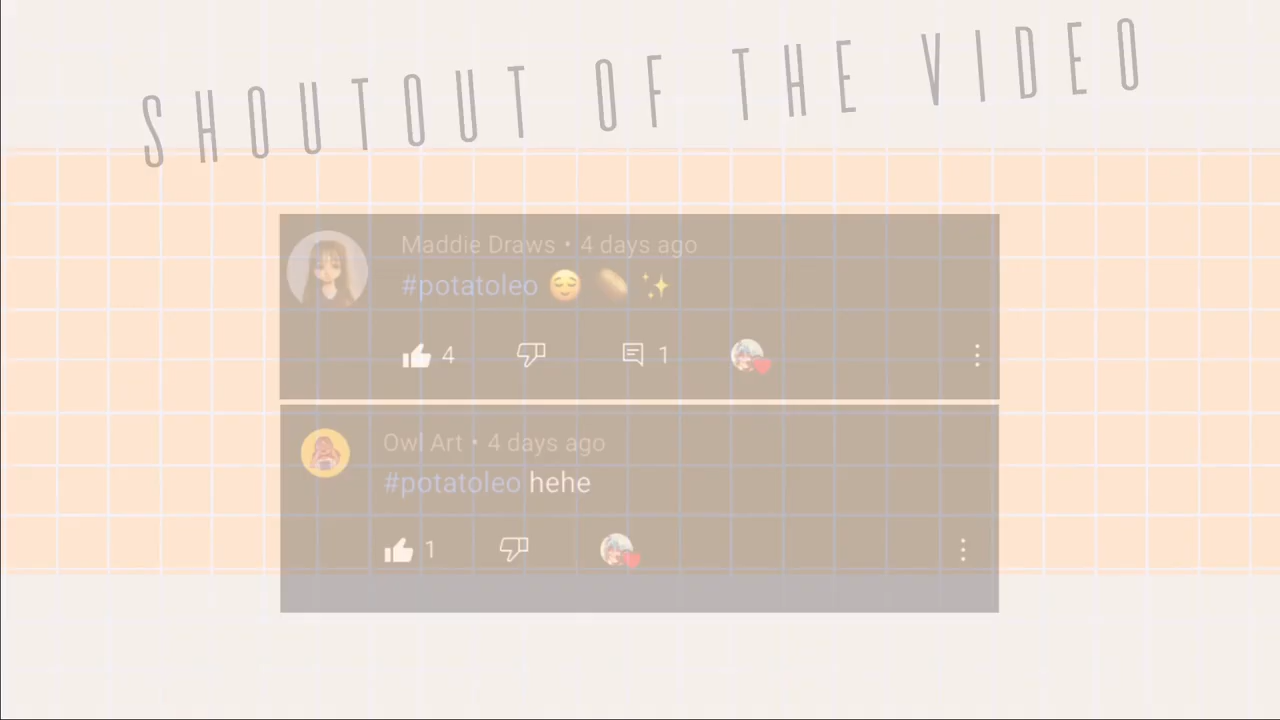 SHOUTOUT OF THE VIDEO
Maddie Draws • 4 days ago
#potatoleo 😌 🥔 ✨
4 1
Owl Art • 4 days ago
#potatoleo hehe
1